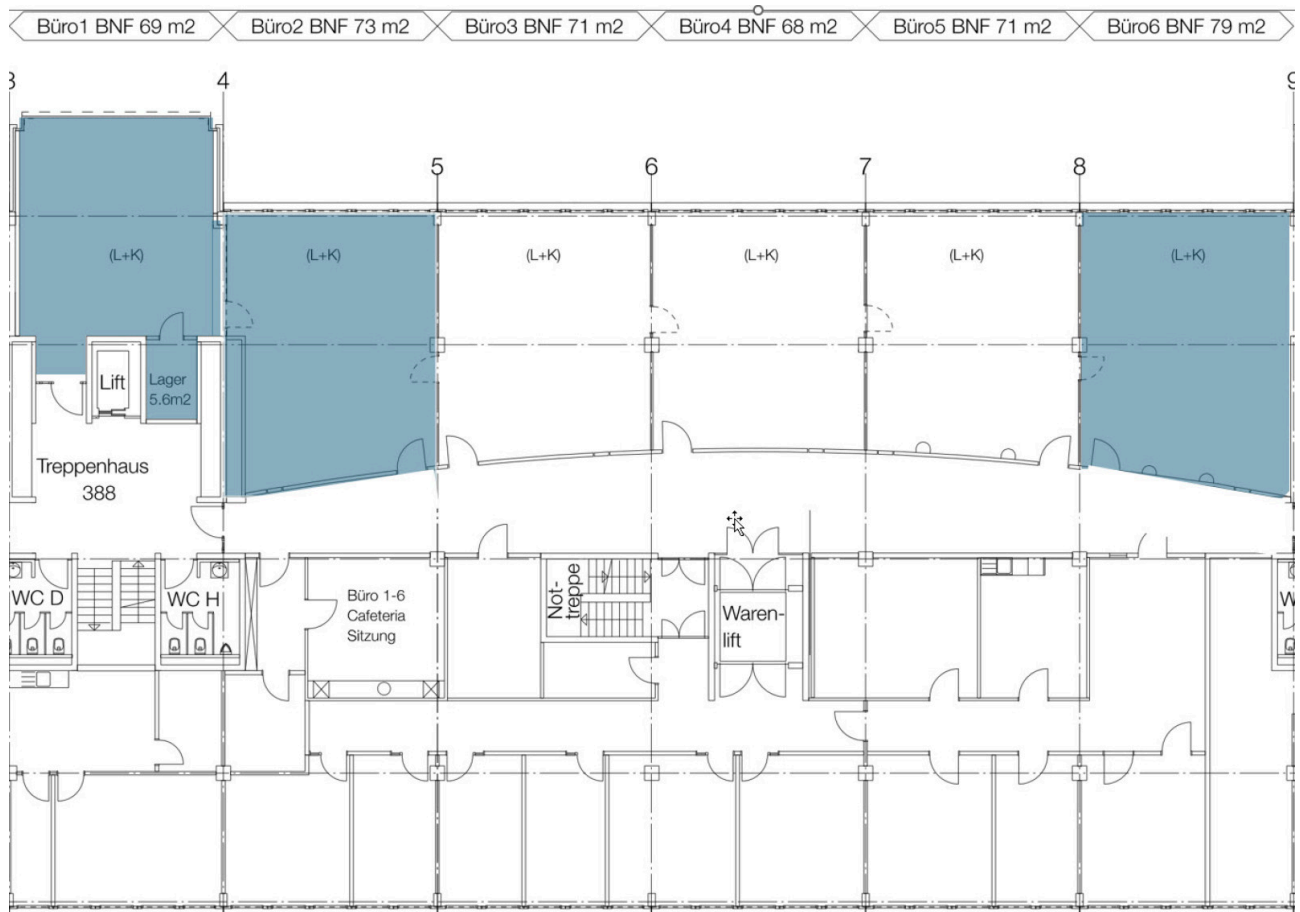 Büro1 BNF 69 m2
Büro2 BNF 73 m2
Büro3 BNF 71 m2
Büro4 BNF 68 m2
Büro5 BNF 71 m2
Büro6 BNF 79 m2
3
4
9
5
6
7
8
(L+K)
(L+K)
(L+K)
(L+K)
(L+K)
(L+K)
Lift
Lager
5.6m2
Treppenhaus
388
WC D
WC H
Büro 1-6
Cafeteria
Sitzung
Not-
treppe
Waren-
lift
W